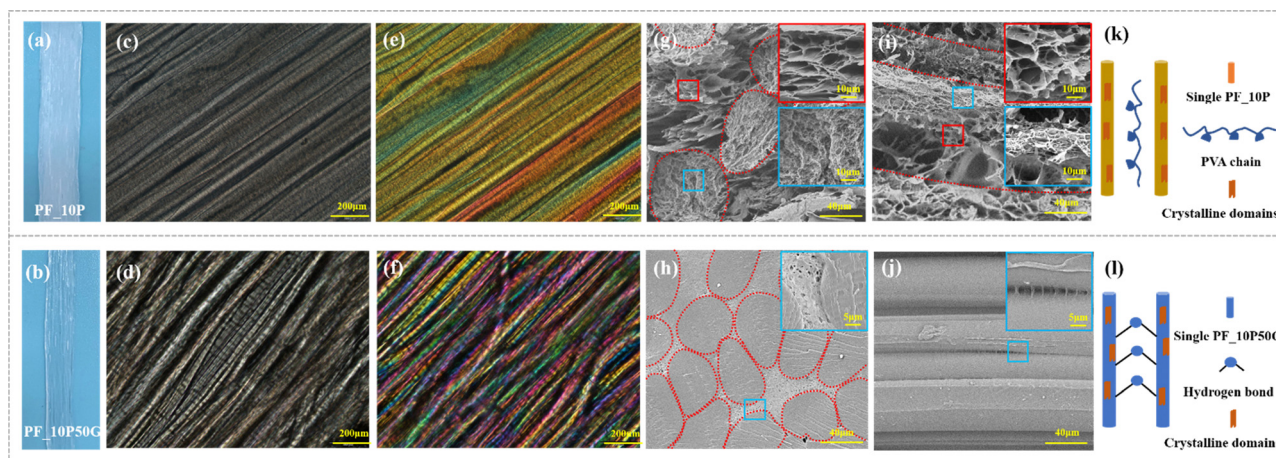 (a)
PF_10P
(c)
200μm
(e)
200μm
(g)
10μm
10μm
40μm
(i)
10μm
10μm
40μm
(k)
Single PF_10P
PVA chain
Crystalline domains
(b)
PF_10P50G
(d)
200μm
(f)
200μm
(h)
5μm
40μm
(j)
5μm
40μm
(l)
Single PF_10P50G
Hydrogen bond
Crystalline domain